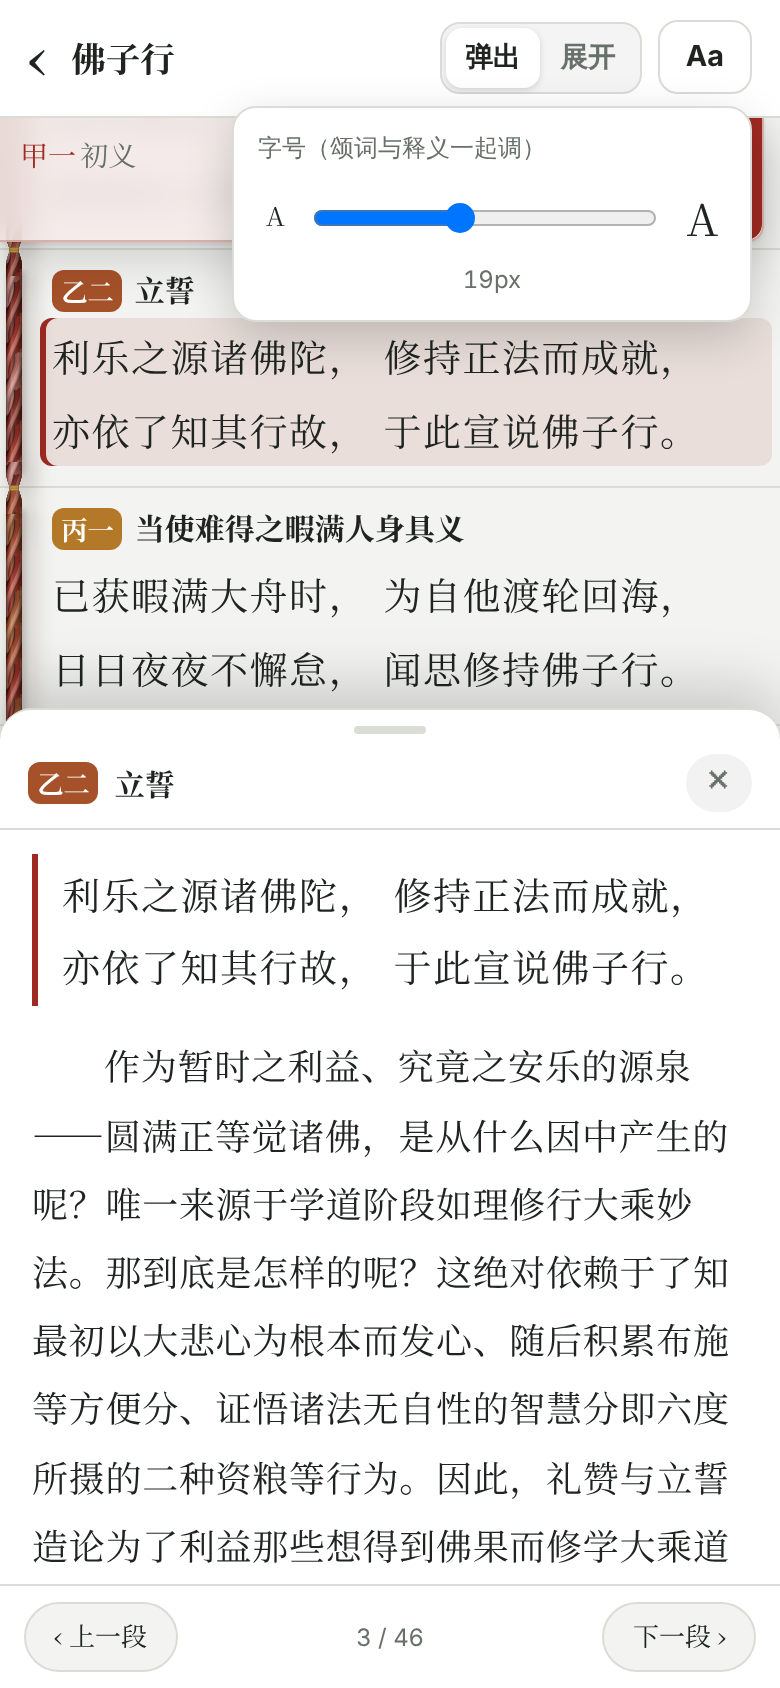 ‹ 佛子行 弹出 展开 Aa
甲一 初义
字号（颂词与释义一起调）
A A
19px
乙二 立誓
利乐之源诸佛陀， 修持正法而成就，
亦依了知其行故， 于此宣说佛子行。
丙一 当使难得之暇满人身具义
已获暇满大舟时， 为自他渡轮回海，
日日夜夜不懈怠， 闻思修持佛子行。
乙二 立誓 ✕
利乐之源诸佛陀， 修持正法而成就，
亦依了知其行故， 于此宣说佛子行。
作为暂时之利益、究竟之安乐的源泉
——圆满正等觉诸佛，是从什么因中产生的
呢？唯一来源于学道阶段如理修行大乘妙
法。那到底是怎样的呢？这绝对依赖于了知
最初以大悲心为根本而发心、随后积累布施
等方便分、证悟诸法无自性的智慧分即六度
所摄的二种资粮等行为。因此，礼赞与立誓
造论为了利益那些想得到佛果而修学大乘道
‹ 上一段 3 / 46 下一段 ›